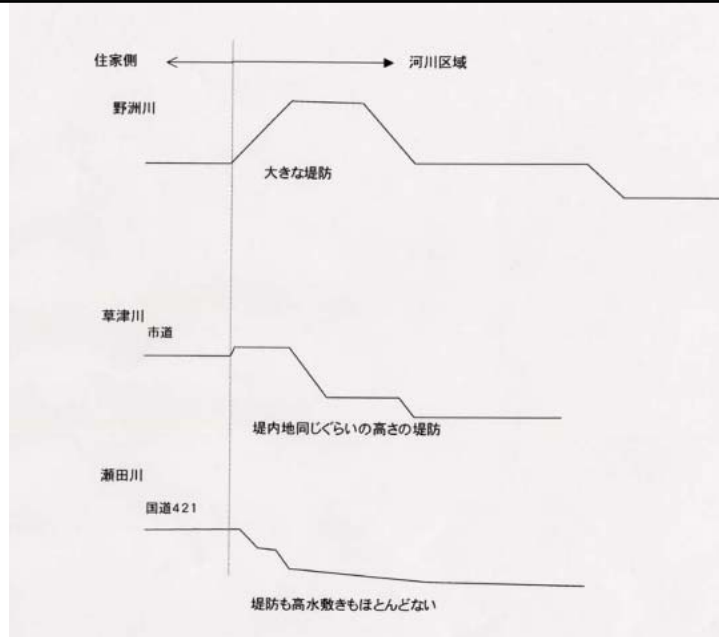 住家側 河川区域
野洲川
大きな堤防
草津川
市道
堤内地同じぐらいの高さの堤防
瀬田川
国道421
堤防も高水敷きもほとんどない